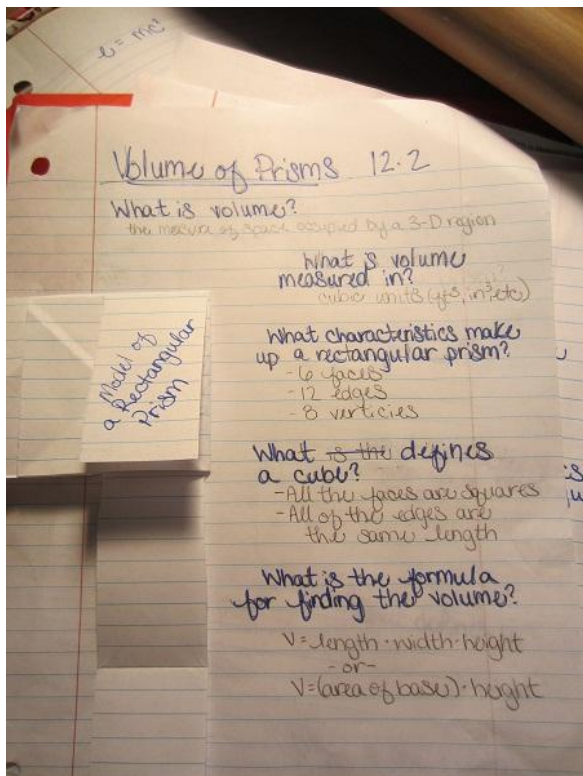 e = mc²
Volume of Prisms 12.2
What is volume?
the measure of space occupied by a 3-D region
What is volume
measured in?
cubic units (yt³, in³, etc)
What characteristics make
up a rectangular prism?
- 6 faces
- 12 edges
- 8 verticies
Model of
a Rectangular
Prism
What is the defines
a cube?
- All the faces are squares
- All of the edges are
the same length
What is the formula
for finding the volume?
V = length · width · height
- or -
V = (area of base) · height
is